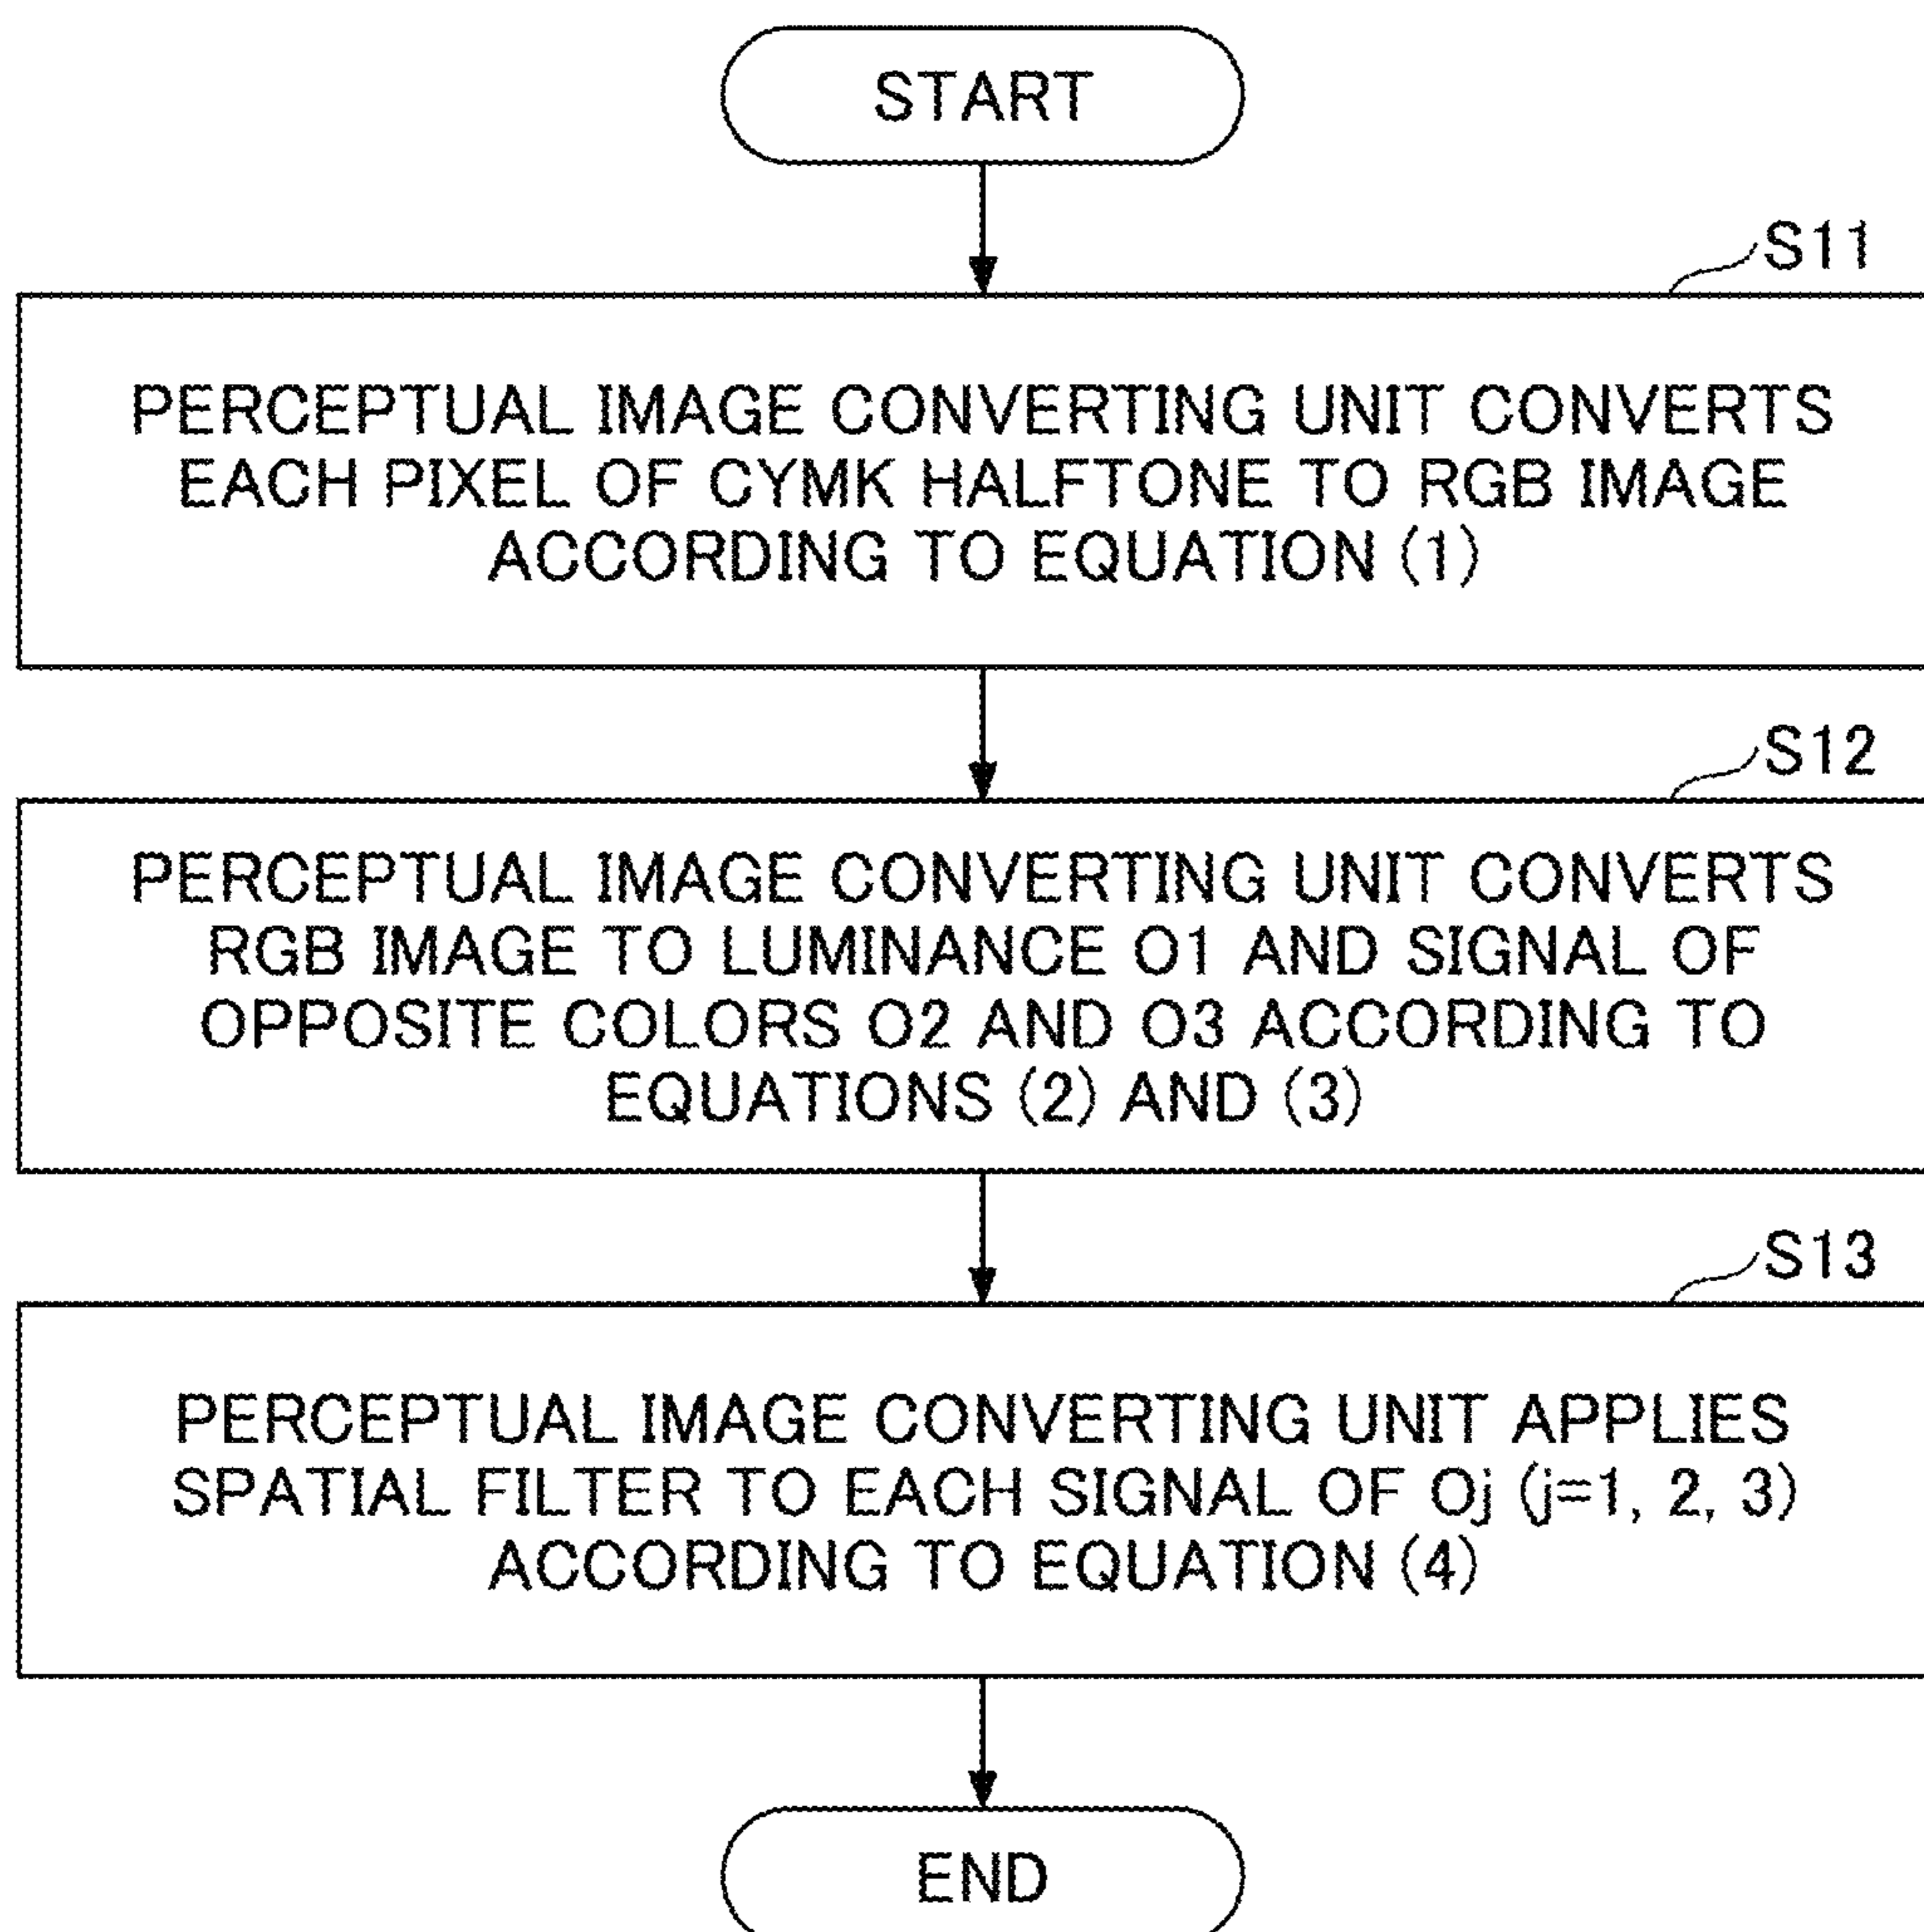 START
S11
PERCEPTUAL IMAGE CONVERTING UNIT CONVERTS
EACH PIXEL OF CYMK HALFTONE TO RGB IMAGE
ACCORDING TO EQUATION (1)
S12
PERCEPTUAL IMAGE CONVERTING UNIT CONVERTS
RGB IMAGE TO LUMINANCE O1 AND SIGNAL OF
OPPOSITE COLORS O2 AND O3 ACCORDING TO
EQUATIONS (2) AND (3)
S13
PERCEPTUAL IMAGE CONVERTING UNIT APPLIES
SPATIAL FILTER TO EACH SIGNAL OF Oj (j=1, 2, 3)
ACCORDING TO EQUATION (4)
END